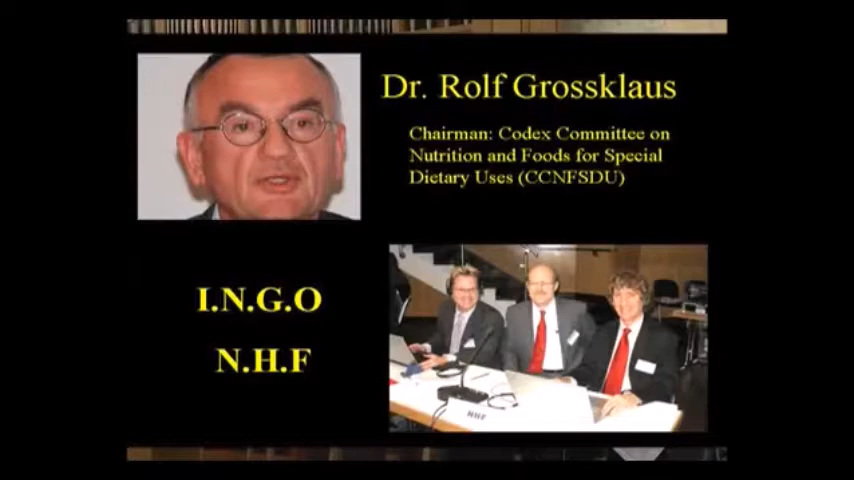 Dr. Rolf Grossklaus
Chairman: Codex Committee on
Nutrition and Foods for Special
Dietary Uses (CCNFSDU)
I.N.G.O
N.H.F
NHF